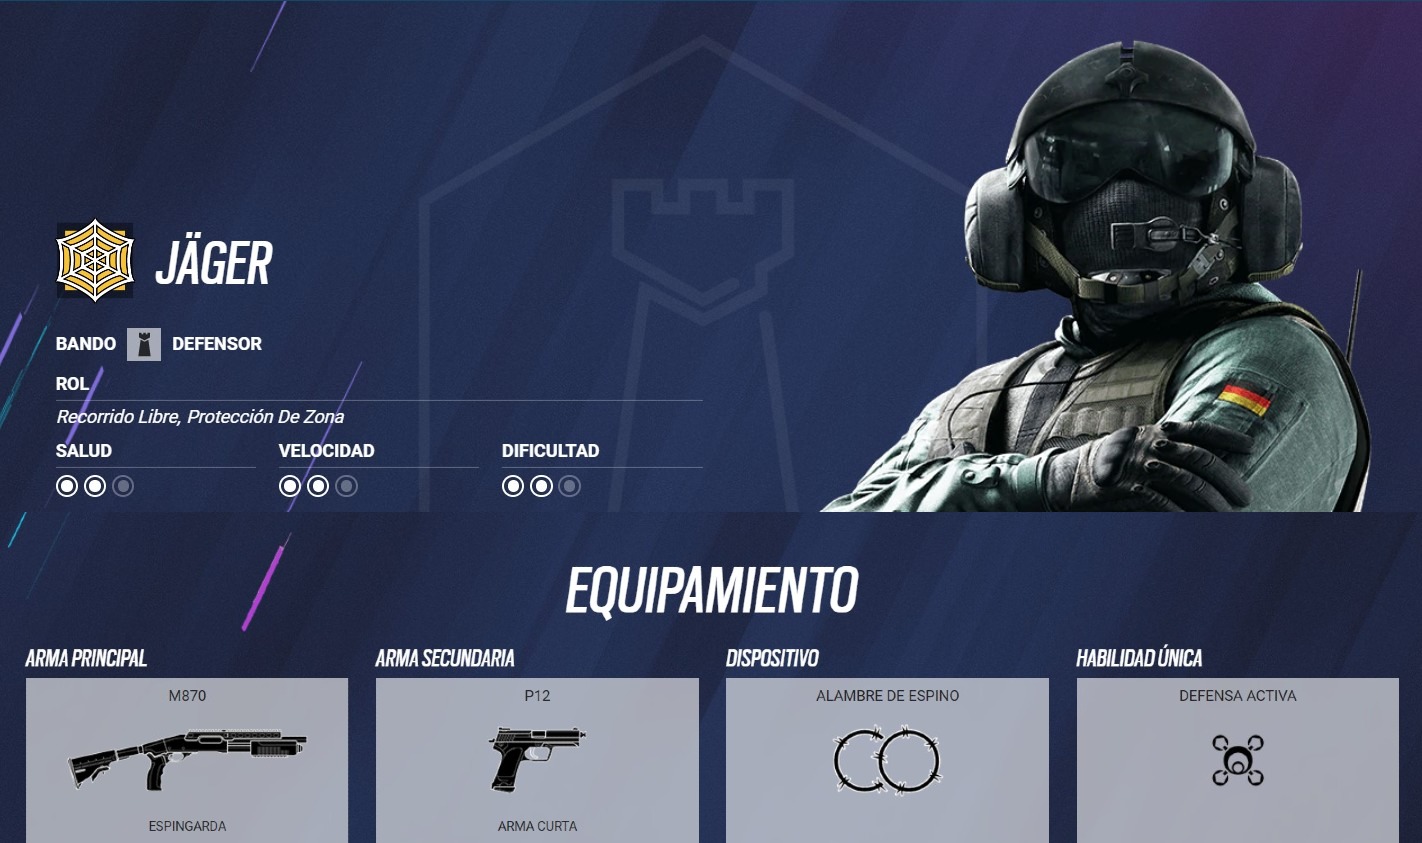 JÄGER
BANDO DEFENSOR
ROL
Recorrido Libre, Protección De Zona
SALUD VELOCIDAD DIFICULTAD
EQUIPAMIENTO
ARMA PRINCIPAL ARMA SECUNDARIA DISPOSITIVO HABILIDAD ÚNICA
M870 P12 ALAMBRE DE ESPINO DEFENSA ACTIVA
ESPINGARDA ARMA CURTA